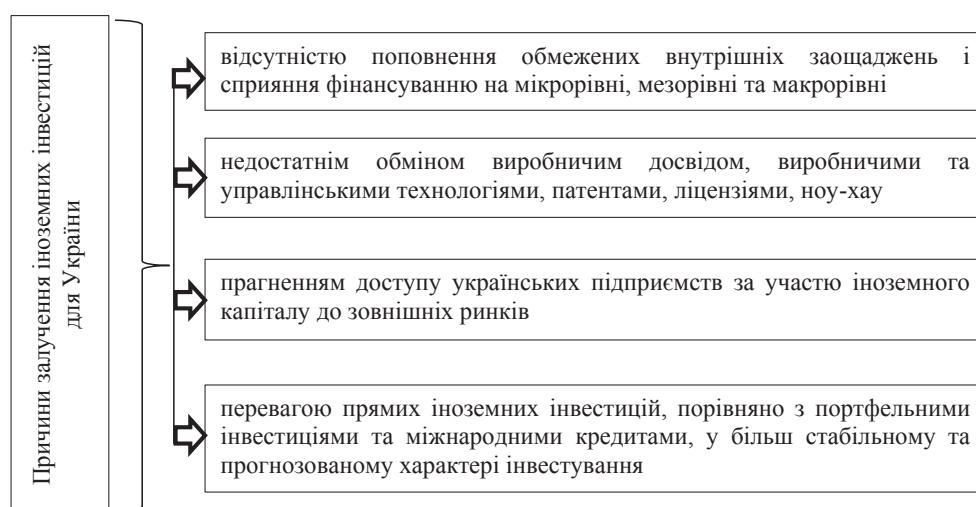 Причини залучення іноземних інвестицій
для України
відсутністю поповнення обмежених внутрішніх заощаджень і
сприяння фінансуванню на мікрорівні, мезорівні та макрорівні
недостатнім обміном виробничим досвідом, виробничими та
управлінськими технологіями, патентами, ліцензіями, ноу-хау
прагненням доступу українських підприємств за участю іноземного
капіталу до зовнішніх ринків
перевагою прямих іноземних інвестицій, порівняно з портфельними
інвестиціями та міжнародними кредитами, у більш стабільному та
прогнозованому характері інвестування